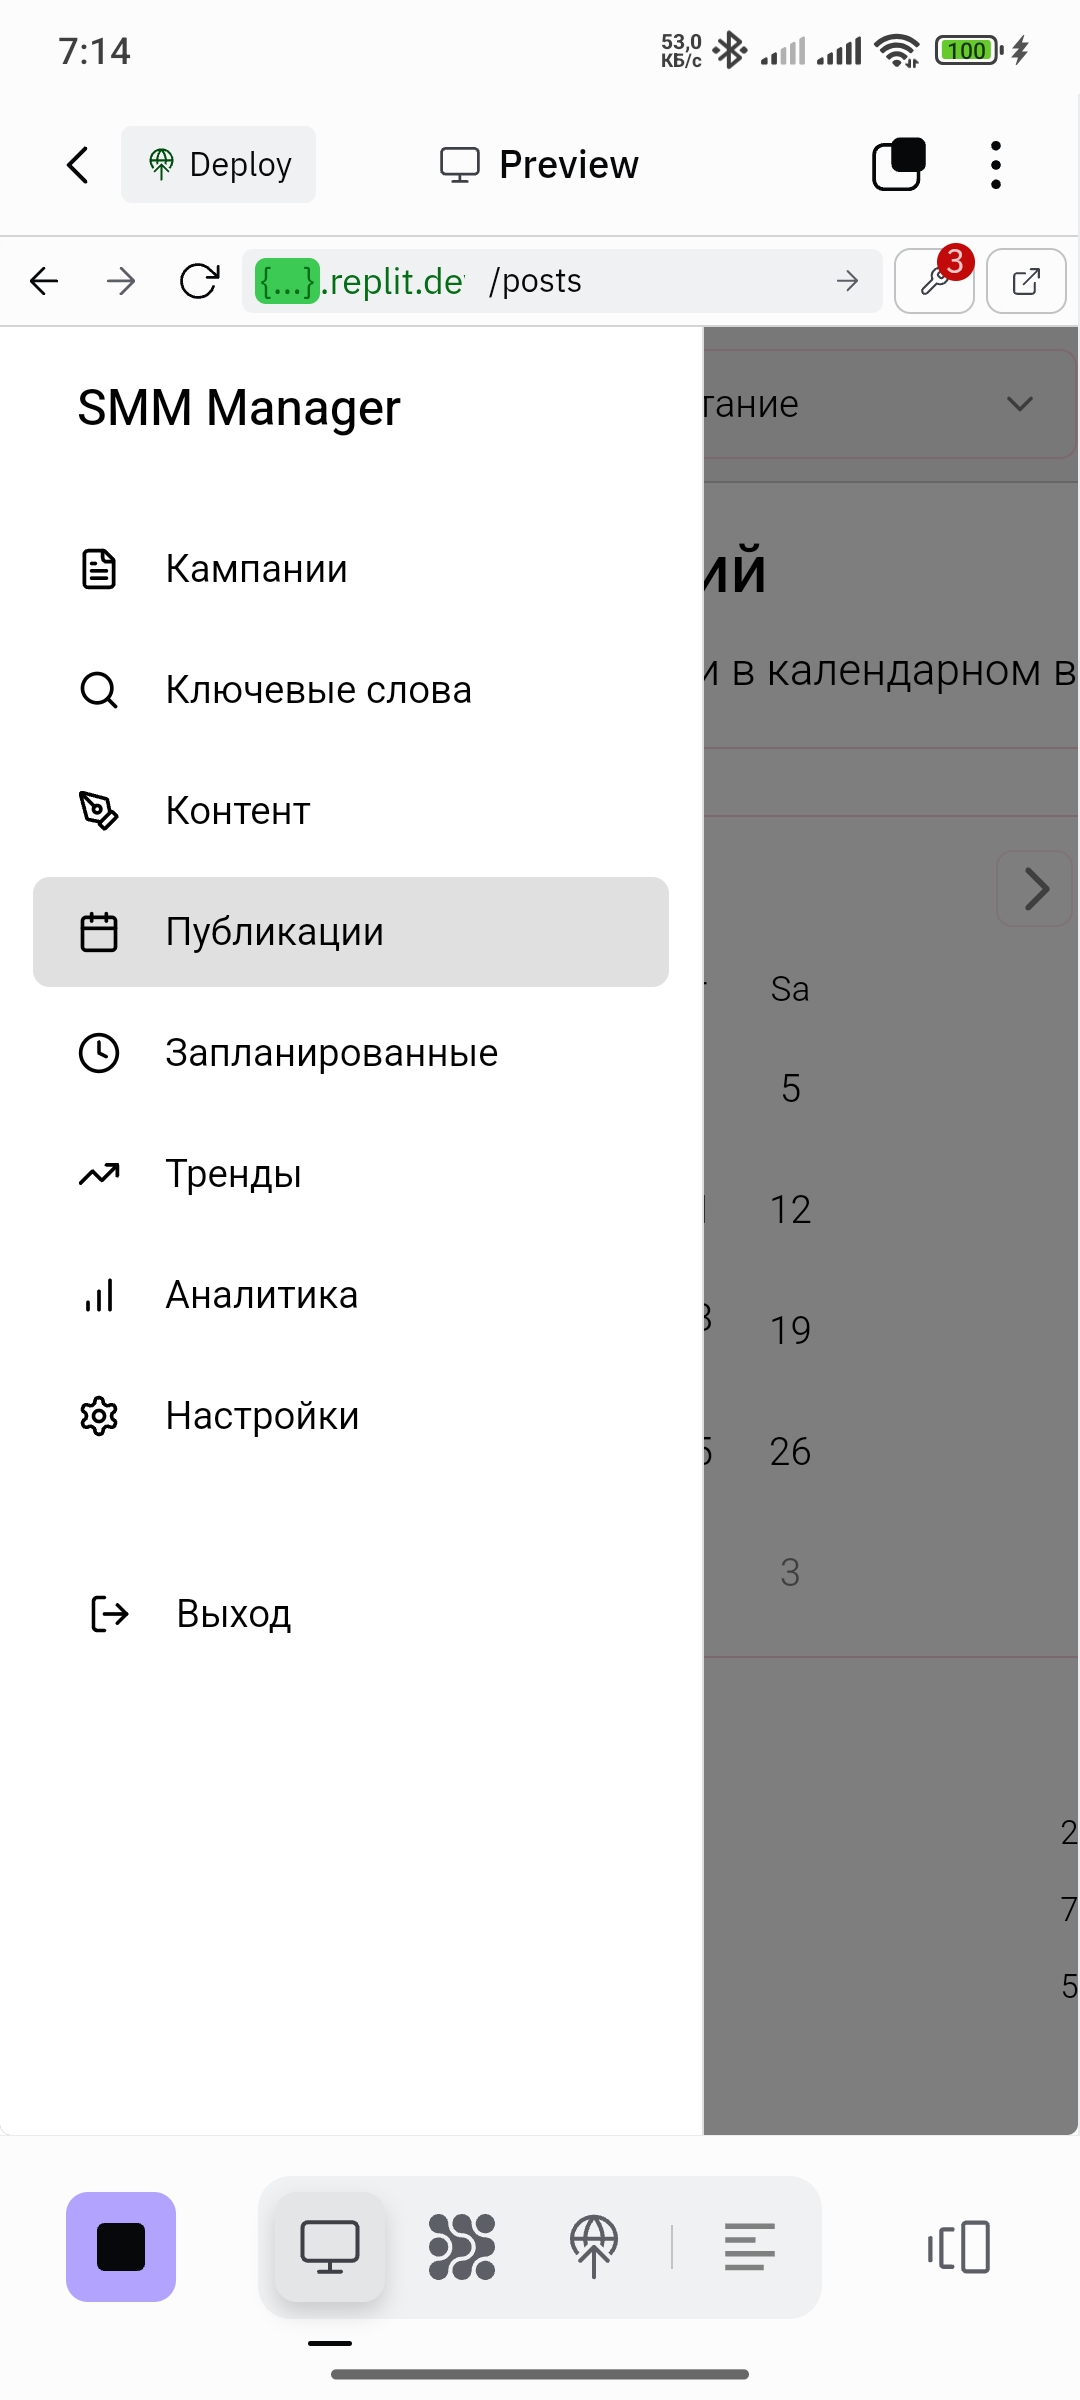 7:14
53,0
КБ/с
100
Deploy
Preview
{...}.replit.de
/posts
3
SMM Manager
тание
Кампании
ий
Ключевые слова
и в календарном в
Контент
Публикации
Sa
Запланированные
5
Тренды
12
Аналитика
19
Настройки
26
3
Выход
2
7
5